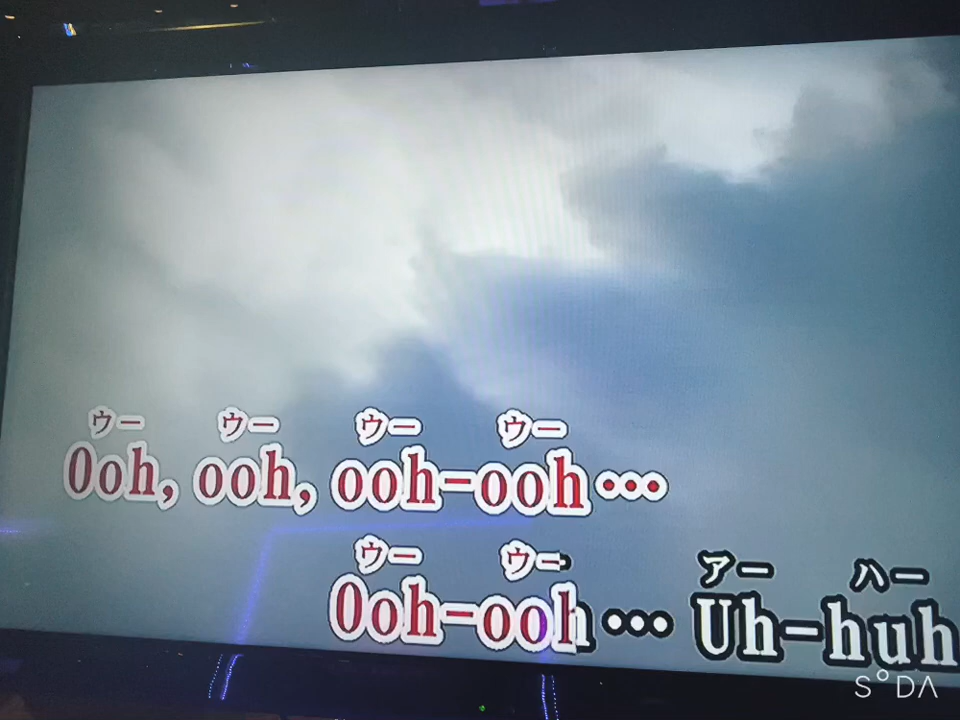 ウー ウー ウー ウー
Ooh, ooh, ooh-ooh…
ウー ウー アー ハー
Ooh-ooh… Uh-huh
SODA